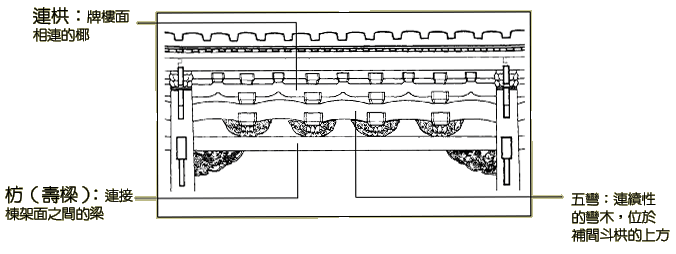 連栱：牌樓面
相連的椰
枋（壽樑）：連接
棟架面之間的梁
五彎：連續性
的彎木，位於
補間斗栱的上方